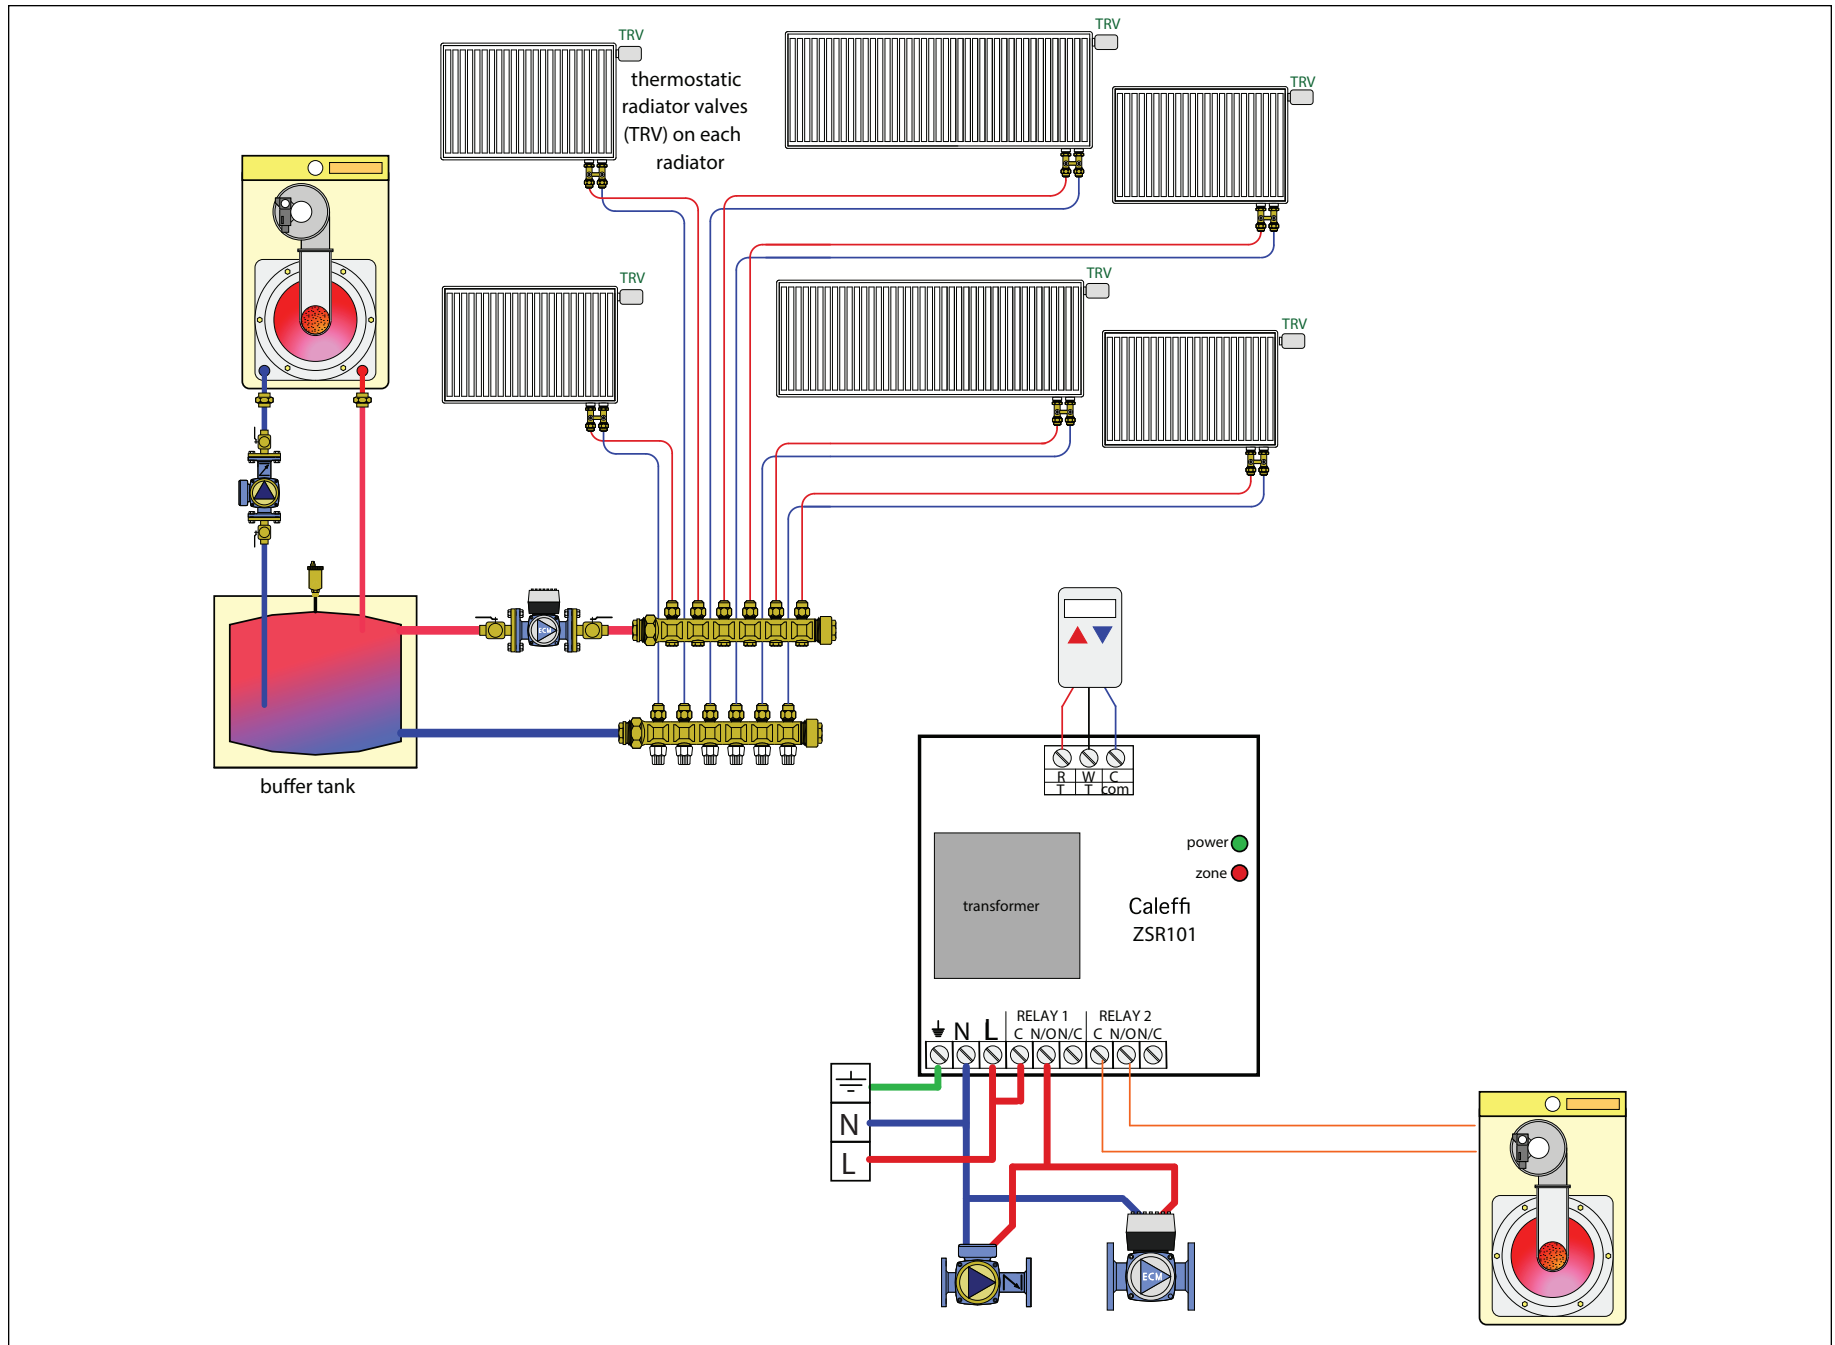 TRV
thermostatic
radiator valves
(TRV) on each
radiator
TRV
TRV
TRV
TRV
TRV
ECM
buffer tank
R W C
T T com
power
zone
transformer
Caleffi
ZSR101
RELAY 1 RELAY 2
N L C N/O N/C C N/O N/C
N
L
ECM